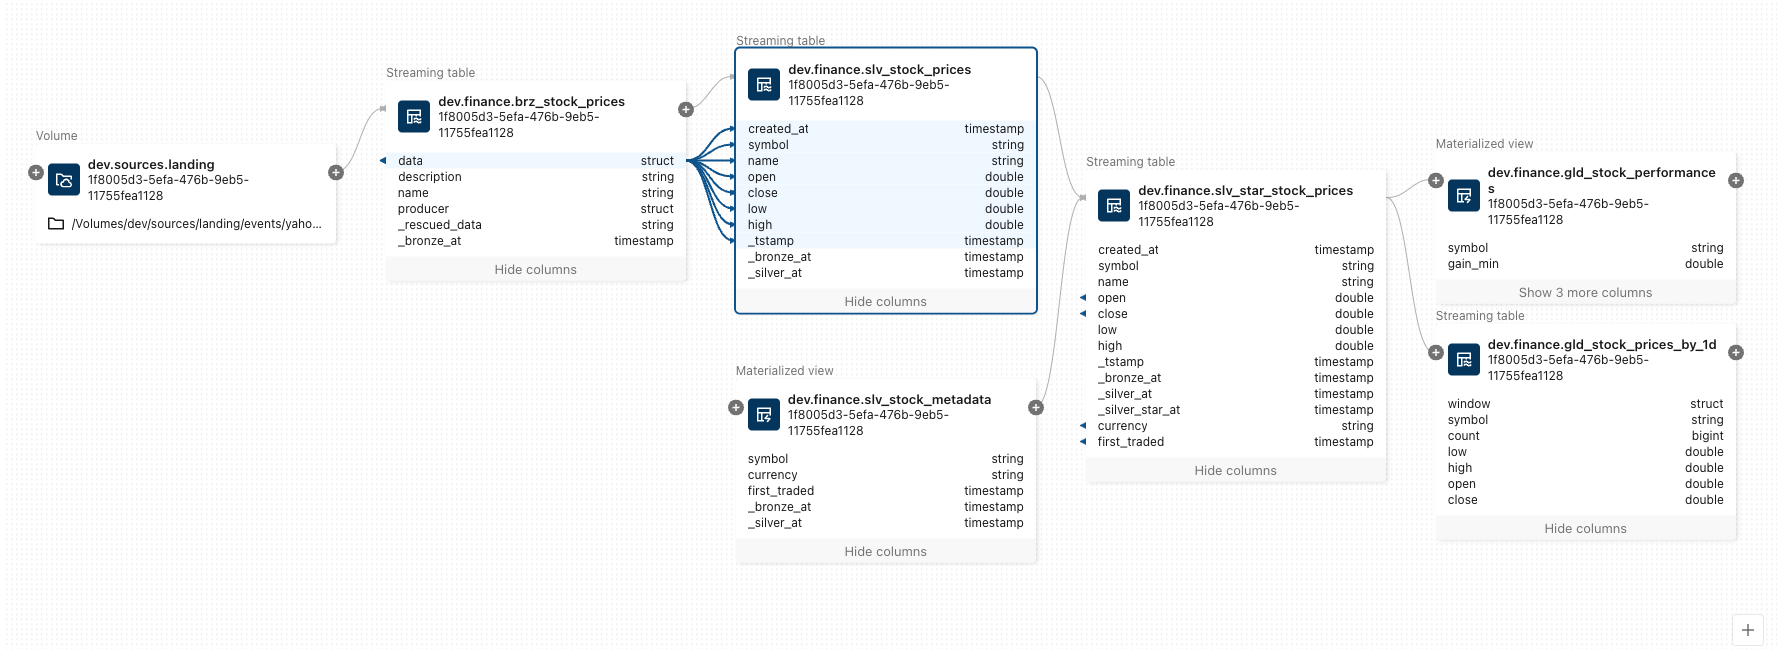 Volume
dev.sources.landing
1f8005d3-5efa-476b-9eb5-
11755fea1128
/Volumes/dev/sources/landing/events/yaho...
Streaming table
dev.finance.brz_stock_prices
1f8005d3-5efa-476b-9eb5-
11755fea1128
data struct
description string
name string
producer struct
_rescued_data string
_bronze_at timestamp
Hide columns
Streaming table
dev.finance.slv_stock_prices
1f8005d3-5efa-476b-9eb5-
11755fea1128
created_at timestamp
symbol string
name string
open double
close double
low double
high double
_tstamp timestamp
_bronze_at timestamp
_silver_at timestamp
Hide columns
Materialized view
dev.finance.slv_stock_metadata
1f8005d3-5efa-476b-9eb5-
11755fea1128
symbol string
currency string
first_traded timestamp
_bronze_at timestamp
_silver_at timestamp
Hide columns
Streaming table
dev.finance.slv_star_stock_prices
1f8005d3-5efa-476b-9eb5-
11755fea1128
created_at timestamp
symbol string
name string
open double
close double
low double
high double
_tstamp timestamp
_bronze_at timestamp
_silver_at timestamp
_silver_star_at timestamp
currency string
first_traded timestamp
Hide columns
Materialized view
dev.finance.gld_stock_performance
s
1f8005d3-5efa-476b-9eb5-
11755fea1128
symbol string
gain_min double
Show 3 more columns
Streaming table
dev.finance.gld_stock_prices_by_1d
1f8005d3-5efa-476b-9eb5-
11755fea1128
window struct
symbol string
count bigint
low double
high double
open double
close double
Hide columns